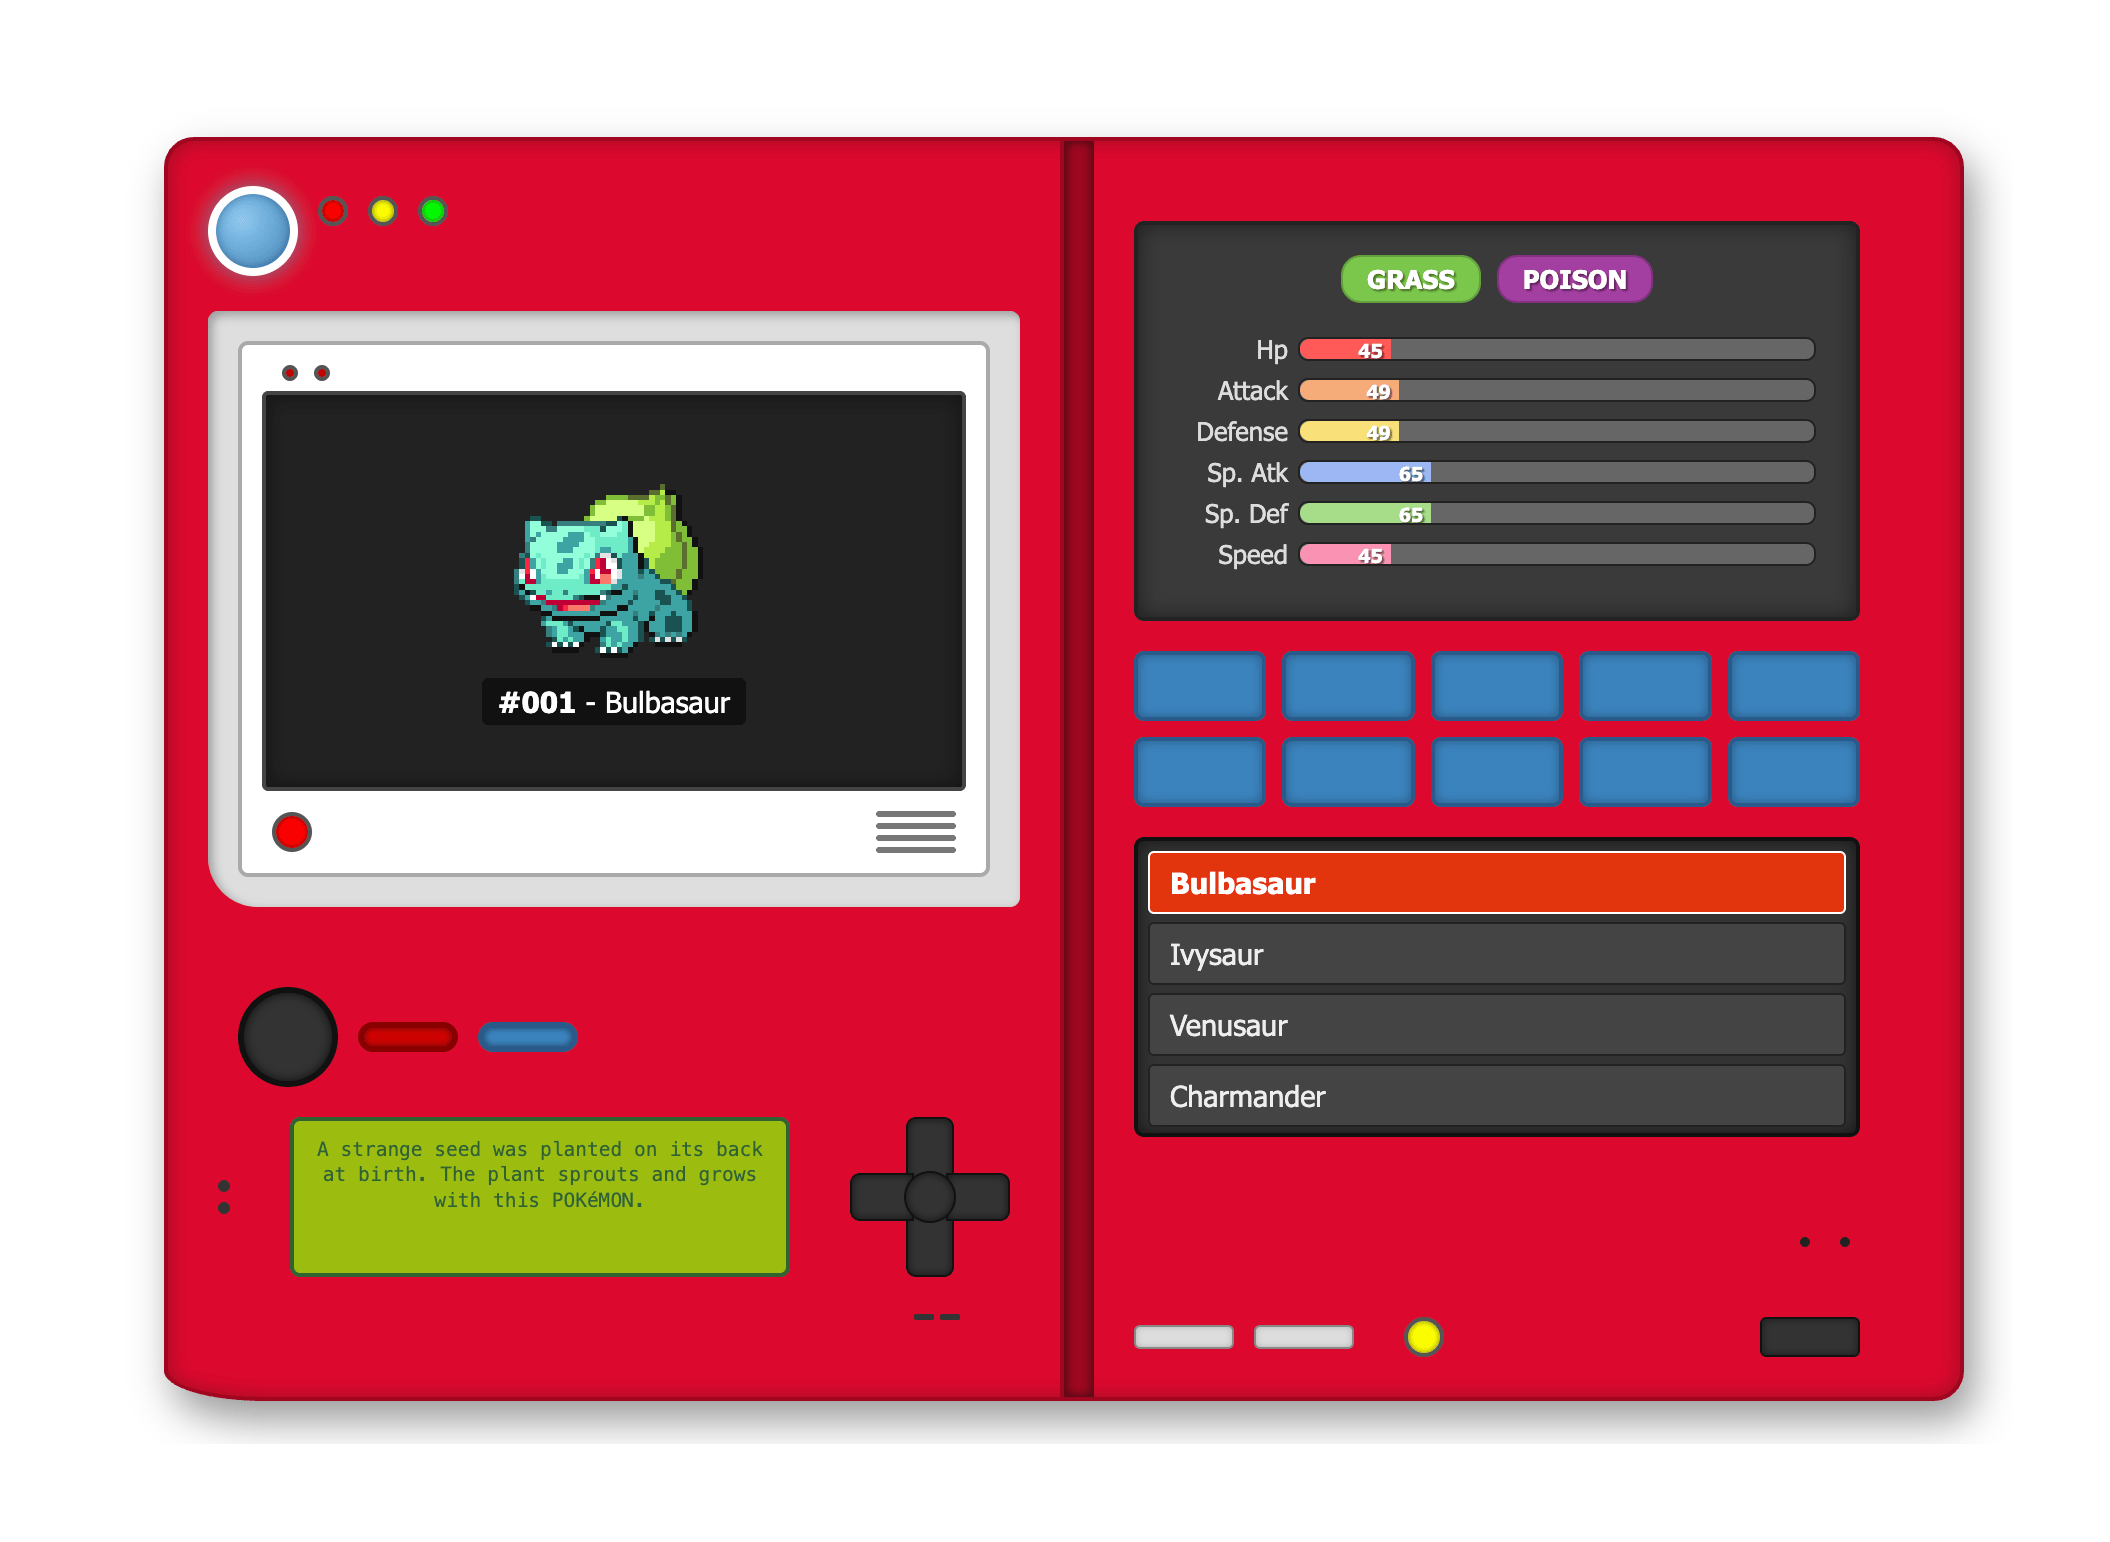 #001 - Bulbasaur
A strange seed was planted on its back
at birth. The plant sprouts and grows
with this POKéMON.
GRASS POISON
Hp 45
Attack 49
Defense 49
Sp. Atk 65
Sp. Def 65
Speed 45
Bulbasaur
Ivysaur
Venusaur
Charmander